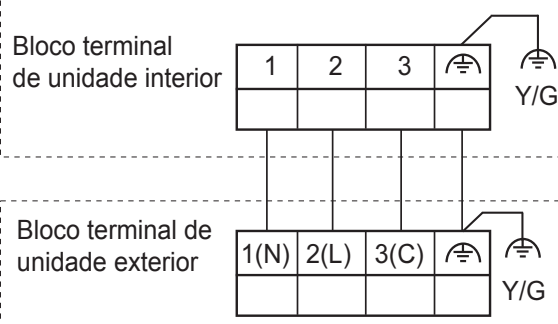 Bloco terminal
de unidade interior
1 2 3
Y/G
Bloco terminal de
unidade exterior
1(N) 2(L) 3(C)
Y/G